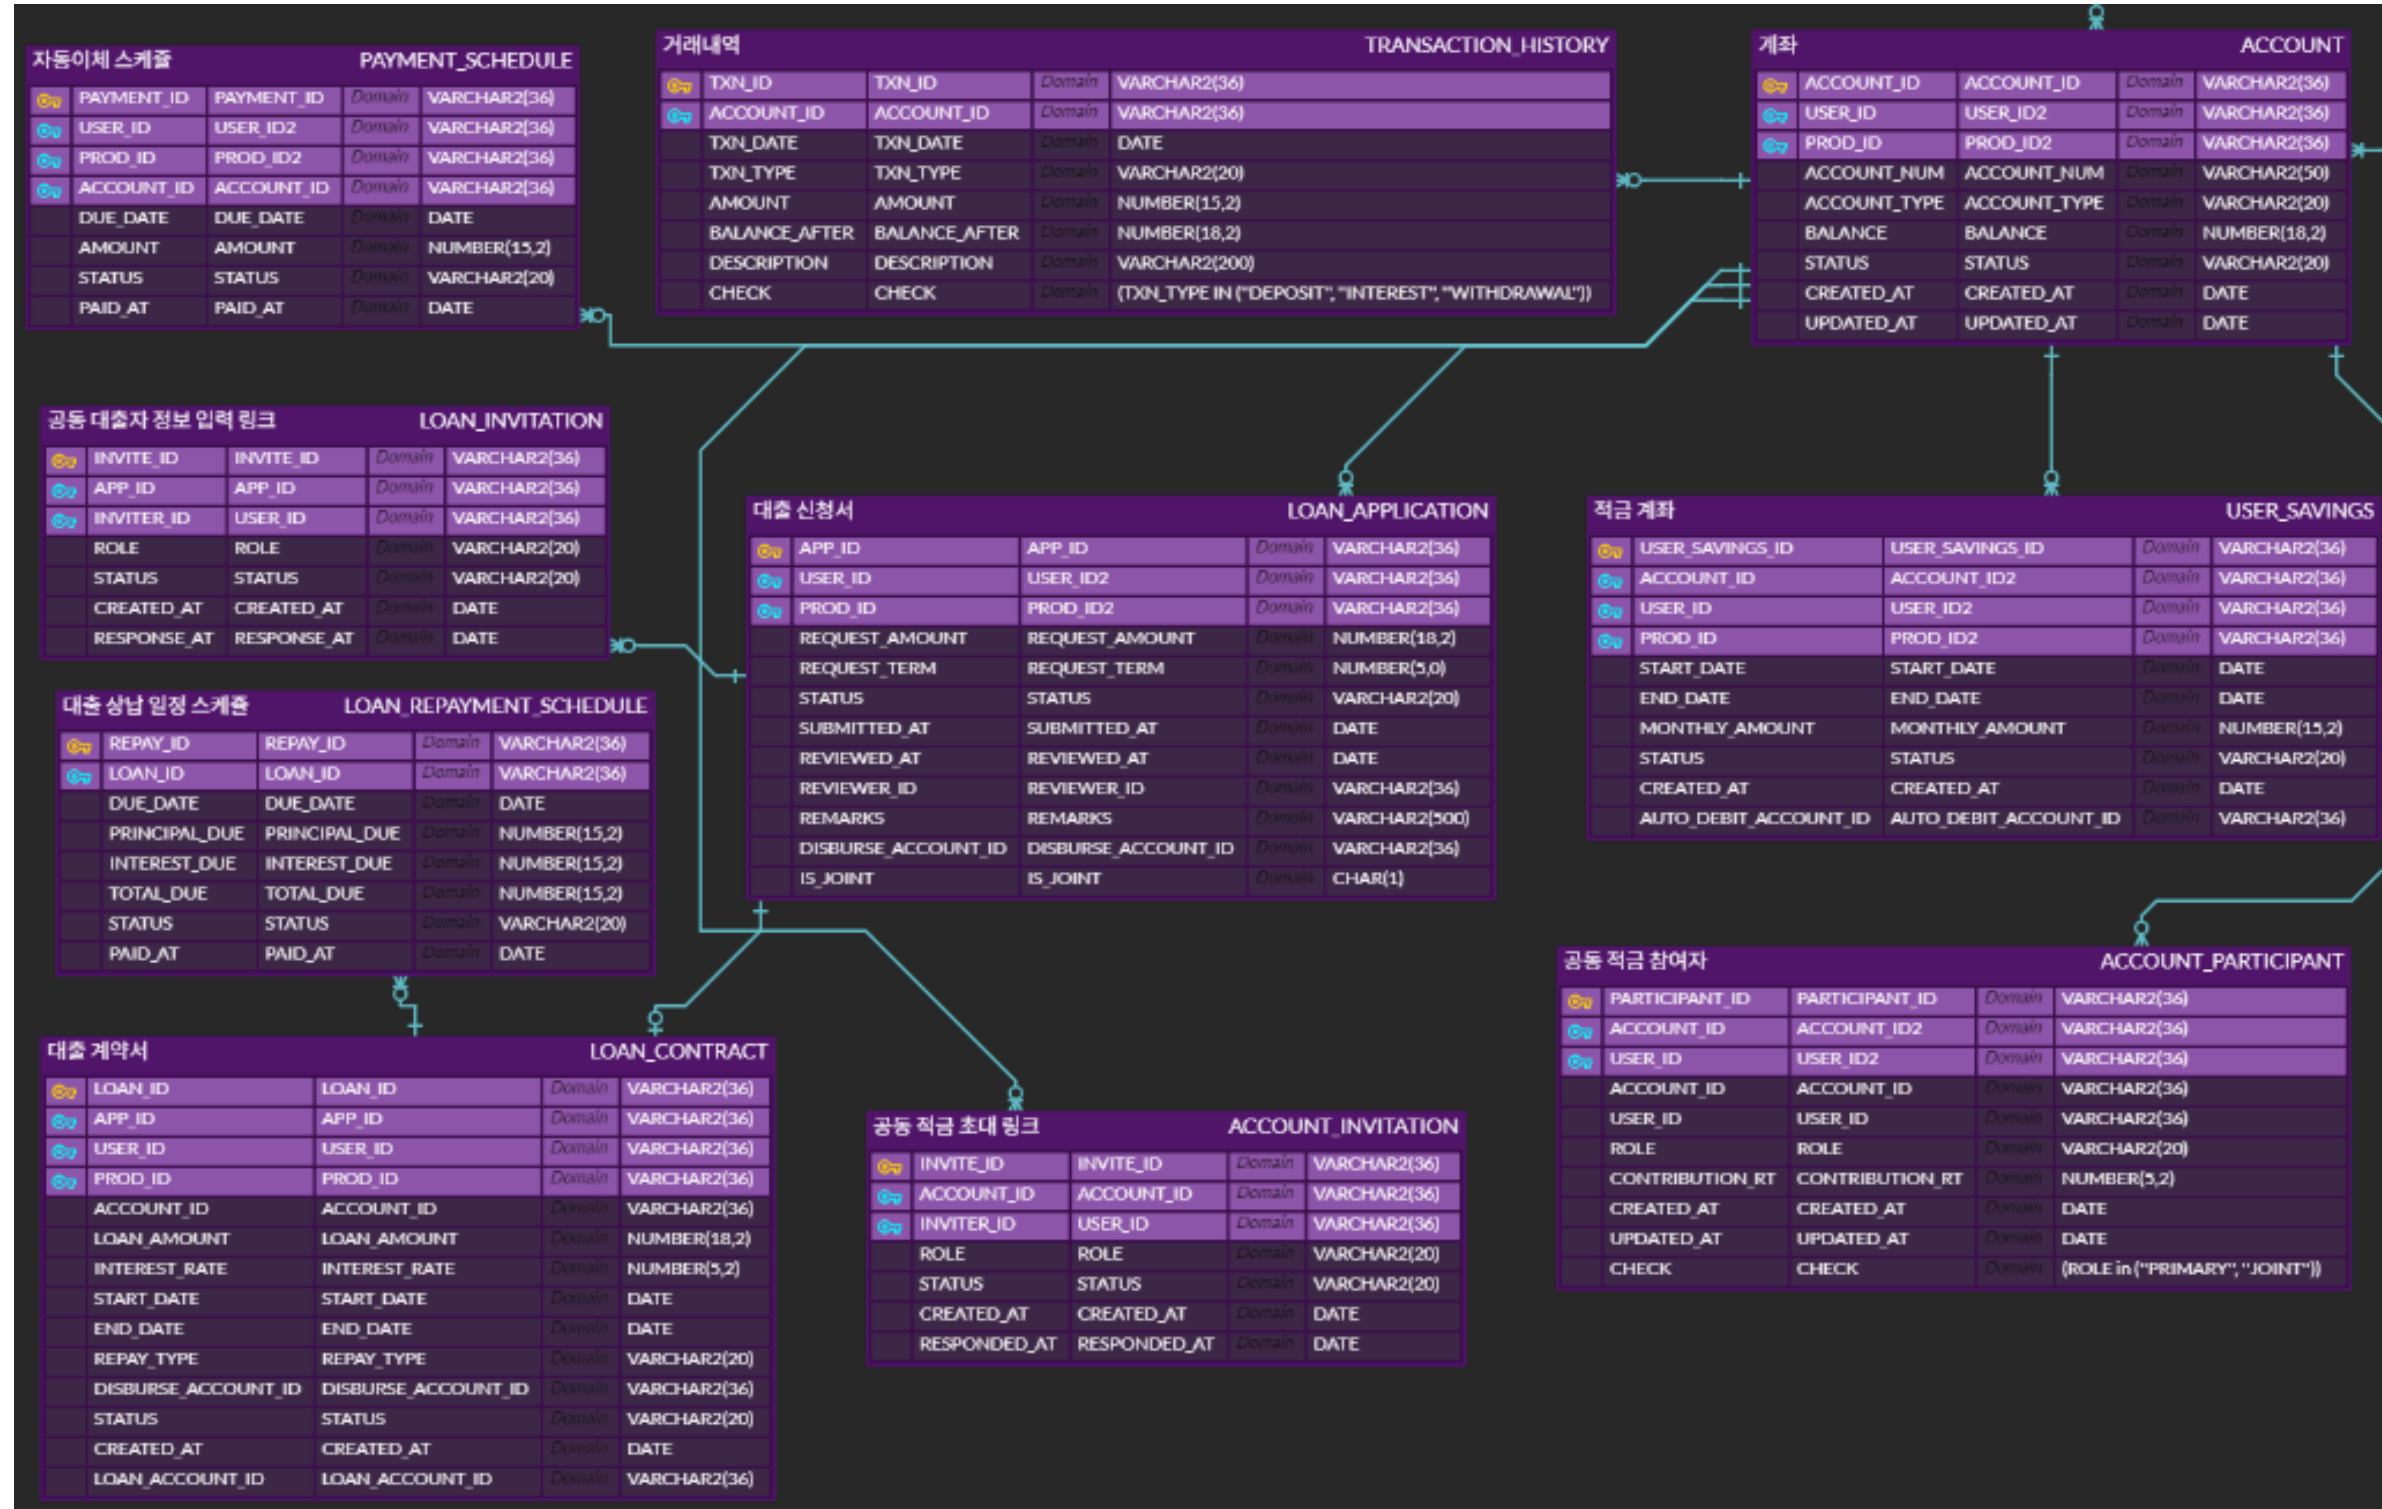 자동이체 스케줄 PAYMENT_SCHEDULE
PAYMENT_ID PAYMENT_ID Domain VARCHAR2(36)
USER_ID USER_ID2 Domain VARCHAR2(36)
PROD_ID PROD_ID2 Domain VARCHAR2(36)
ACCOUNT_ID ACCOUNT_ID Domain VARCHAR2(36)
DUE_DATE DUE_DATE Domain DATE
AMOUNT AMOUNT Domain NUMBER(15,2)
STATUS STATUS Domain VARCHAR2(20)
PAID_AT PAID_AT Domain DATE
거래내역 TRANSACTION_HISTORY
TXN_ID TXN_ID Domain VARCHAR2(36)
ACCOUNT_ID ACCOUNT_ID Domain VARCHAR2(36)
TXN_DATE TXN_DATE Domain DATE
TXN_TYPE TXN_TYPE Domain VARCHAR2(20)
AMOUNT AMOUNT Domain NUMBER(15,2)
BALANCE_AFTER BALANCE_AFTER Domain NUMBER(18,2)
DESCRIPTION DESCRIPTION Domain VARCHAR2(200)
CHECK CHECK Domain (TXN_TYPE IN ("DEPOSIT", "INTEREST", "WITHDRAWAL"))
계좌 ACCOUNT
ACCOUNT_ID ACCOUNT_ID Domain VARCHAR2(36)
USER_ID USER_ID2 Domain VARCHAR2(36)
PROD_ID PROD_ID2 Domain VARCHAR2(36)
ACCOUNT_NUM ACCOUNT_NUM Domain VARCHAR2(50)
ACCOUNT_TYPE ACCOUNT_TYPE Domain VARCHAR2(20)
BALANCE BALANCE Domain NUMBER(18,2)
STATUS STATUS Domain VARCHAR2(20)
CREATED_AT CREATED_AT Domain DATE
UPDATED_AT UPDATED_AT Domain DATE
공동 대출자 정보 입력 링크 LOAN_INVITATION
INVITE_ID INVITE_ID Domain VARCHAR2(36)
APP_ID APP_ID Domain VARCHAR2(36)
INVITER_ID USER_ID Domain VARCHAR2(36)
ROLE ROLE Domain VARCHAR2(20)
STATUS STATUS Domain VARCHAR2(20)
CREATED_AT CREATED_AT Domain DATE
RESPONSE_AT RESPONSE_AT Domain DATE
대출 신청서 LOAN_APPLICATION
APP_ID APP_ID Domain VARCHAR2(36)
USER_ID USER_ID2 Domain VARCHAR2(36)
PROD_ID PROD_ID2 Domain VARCHAR2(36)
REQUEST_AMOUNT REQUEST_AMOUNT Domain NUMBER(18,2)
REQUEST_TERM REQUEST_TERM Domain NUMBER(5,0)
STATUS STATUS Domain VARCHAR2(20)
SUBMITTED_AT SUBMITTED_AT Domain DATE
REVIEWED_AT REVIEWED_AT Domain DATE
REVIEWER_ID REVIEWER_ID Domain VARCHAR2(36)
REMARKS REMARKS Domain VARCHAR2(500)
DISBURSE_ACCOUNT_ID DISBURSE_ACCOUNT_ID Domain VARCHAR2(36)
IS_JOINT IS_JOINT Domain CHAR(1)
적금 계좌 USER_SAVINGS
USER_SAVINGS_ID USER_SAVINGS_ID Domain VARCHAR2(36)
ACCOUNT_ID ACCOUNT_ID2 Domain VARCHAR2(36)
USER_ID USER_ID2 Domain VARCHAR2(36)
PROD_ID PROD_ID2 Domain VARCHAR2(36)
START_DATE START_DATE Domain DATE
END_DATE END_DATE Domain DATE
MONTHLY_AMOUNT MONTHLY_AMOUNT Domain NUMBER(15,2)
STATUS STATUS Domain VARCHAR2(20)
CREATED_AT CREATED_AT Domain DATE
AUTO_DEBIT_ACCOUNT_ID AUTO_DEBIT_ACCOUNT_ID Domain VARCHAR2(36)
대출 상납 일정 스케쥴 LOAN_REPAYMENT_SCHEDULE
REPAY_ID REPAY_ID Domain VARCHAR2(36)
LOAN_ID LOAN_ID Domain VARCHAR2(36)
DUE_DATE DUE_DATE Domain DATE
PRINCIPAL_DUE PRINCIPAL_DUE Domain NUMBER(15,2)
INTEREST_DUE INTEREST_DUE Domain NUMBER(15,2)
TOTAL_DUE TOTAL_DUE Domain NUMBER(15,2)
STATUS STATUS Domain VARCHAR2(20)
PAID_AT PAID_AT Domain DATE
대출 계약서 LOAN_CONTRACT
LOAN_ID LOAN_ID Domain VARCHAR2(36)
APP_ID APP_ID Domain VARCHAR2(36)
USER_ID USER_ID Domain VARCHAR2(36)
PROD_ID PROD_ID Domain VARCHAR2(36)
ACCOUNT_ID ACCOUNT_ID Domain VARCHAR2(36)
LOAN_AMOUNT LOAN_AMOUNT Domain NUMBER(18,2)
INTEREST_RATE INTEREST_RATE Domain NUMBER(5,2)
START_DATE START_DATE Domain DATE
END_DATE END_DATE Domain DATE
REPAY_TYPE REPAY_TYPE Domain VARCHAR2(20)
DISBURSE_ACCOUNT_ID DISBURSE_ACCOUNT_ID Domain VARCHAR2(36)
STATUS STATUS Domain VARCHAR2(20)
CREATED_AT CREATED_AT Domain DATE
LOAN_ACCOUNT_ID LOAN_ACCOUNT_ID Domain VARCHAR2(36)
공동 적금 초대 링크 ACCOUNT_INVITATION
INVITE_ID INVITE_ID Domain VARCHAR2(36)
ACCOUNT_ID ACCOUNT_ID Domain VARCHAR2(36)
INVITER_ID USER_ID Domain VARCHAR2(36)
ROLE ROLE Domain VARCHAR2(20)
STATUS STATUS Domain VARCHAR2(20)
CREATED_AT CREATED_AT Domain DATE
RESPONDED_AT RESPONDED_AT Domain DATE
공동 적금 참여자 ACCOUNT_PARTICIPANT
PARTICIPANT_ID PARTICIPANT_ID Domain VARCHAR2(36)
ACCOUNT_ID ACCOUNT_ID2 Domain VARCHAR2(36)
USER_ID USER_ID2 Domain VARCHAR2(36)
ACCOUNT_ID ACCOUNT_ID Domain VARCHAR2(36)
USER_ID USER_ID Domain VARCHAR2(36)
ROLE ROLE Domain VARCHAR2(20)
CONTRIBUTION_RT CONTRIBUTION_RT Domain NUMBER(5,2)
CREATED_AT CREATED_AT Domain DATE
UPDATED_AT UPDATED_AT Domain DATE
CHECK CHECK Domain (ROLE in ("PRIMARY", "JOINT"))